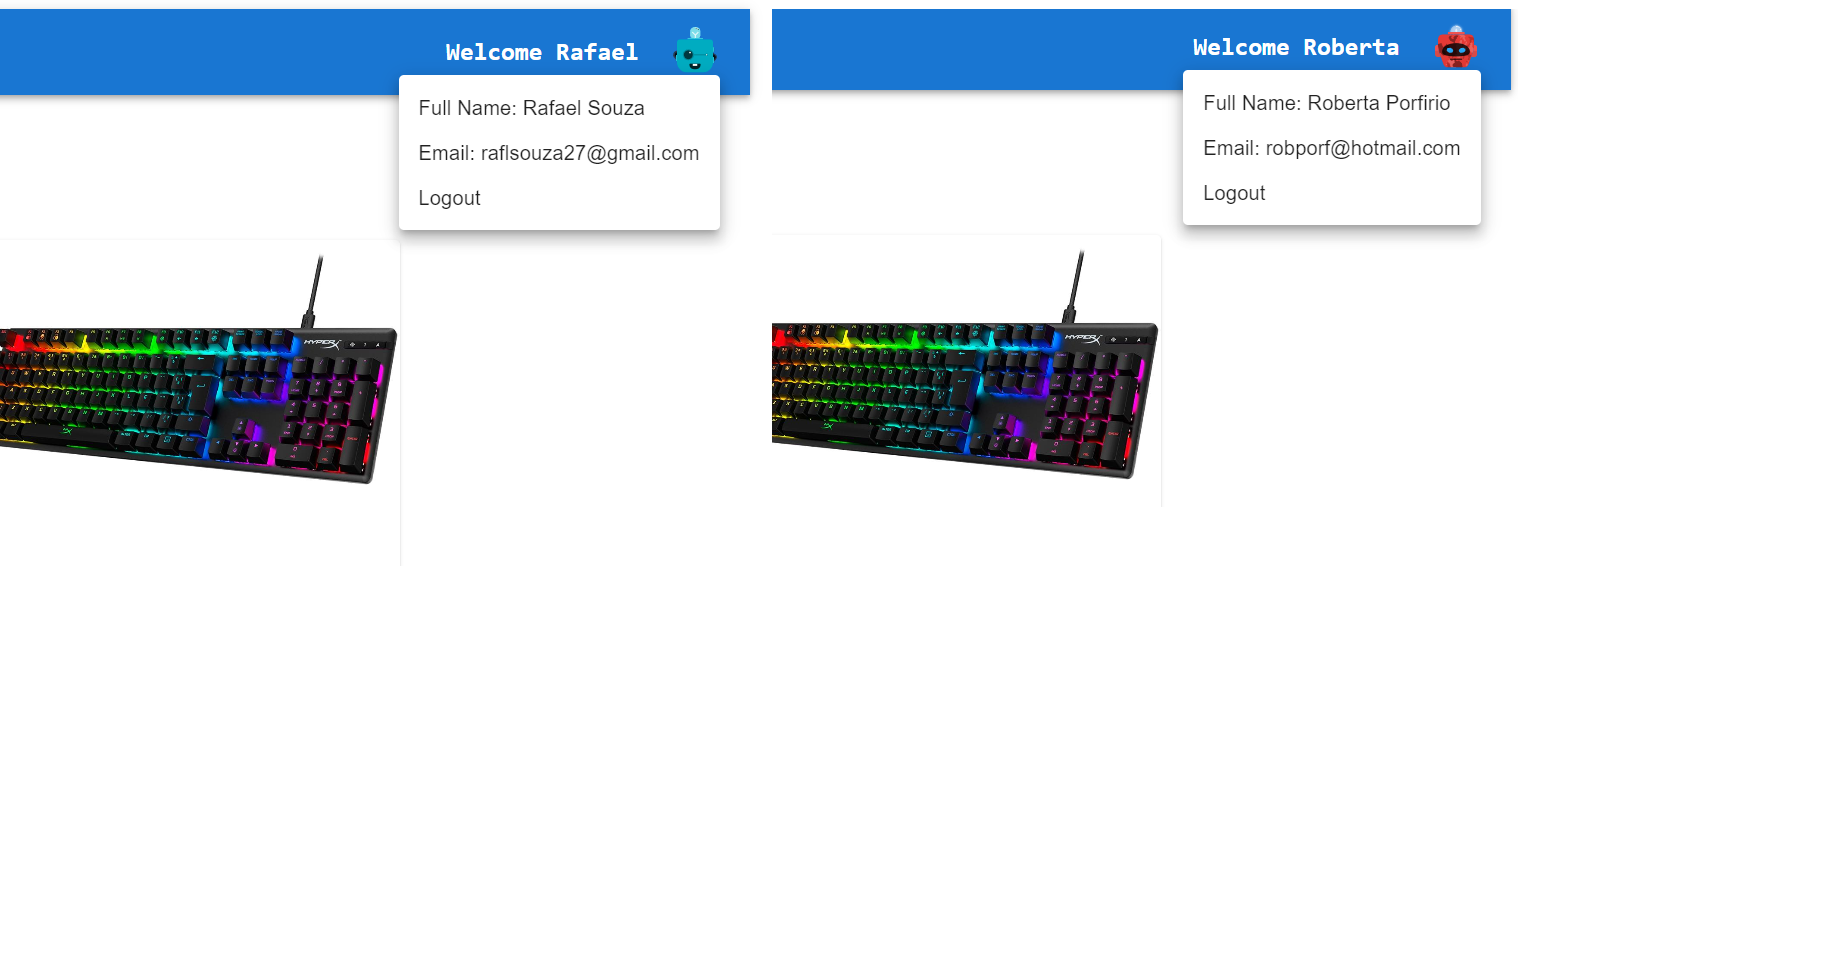 Welcome Rafael
Full Name: Rafael Souza
Email: raflsouza27@gmail.com
Logout
HYPERX
Welcome Roberta
Full Name: Roberta Porfirio
Email: robporf@hotmail.com
Logout
HYPERX